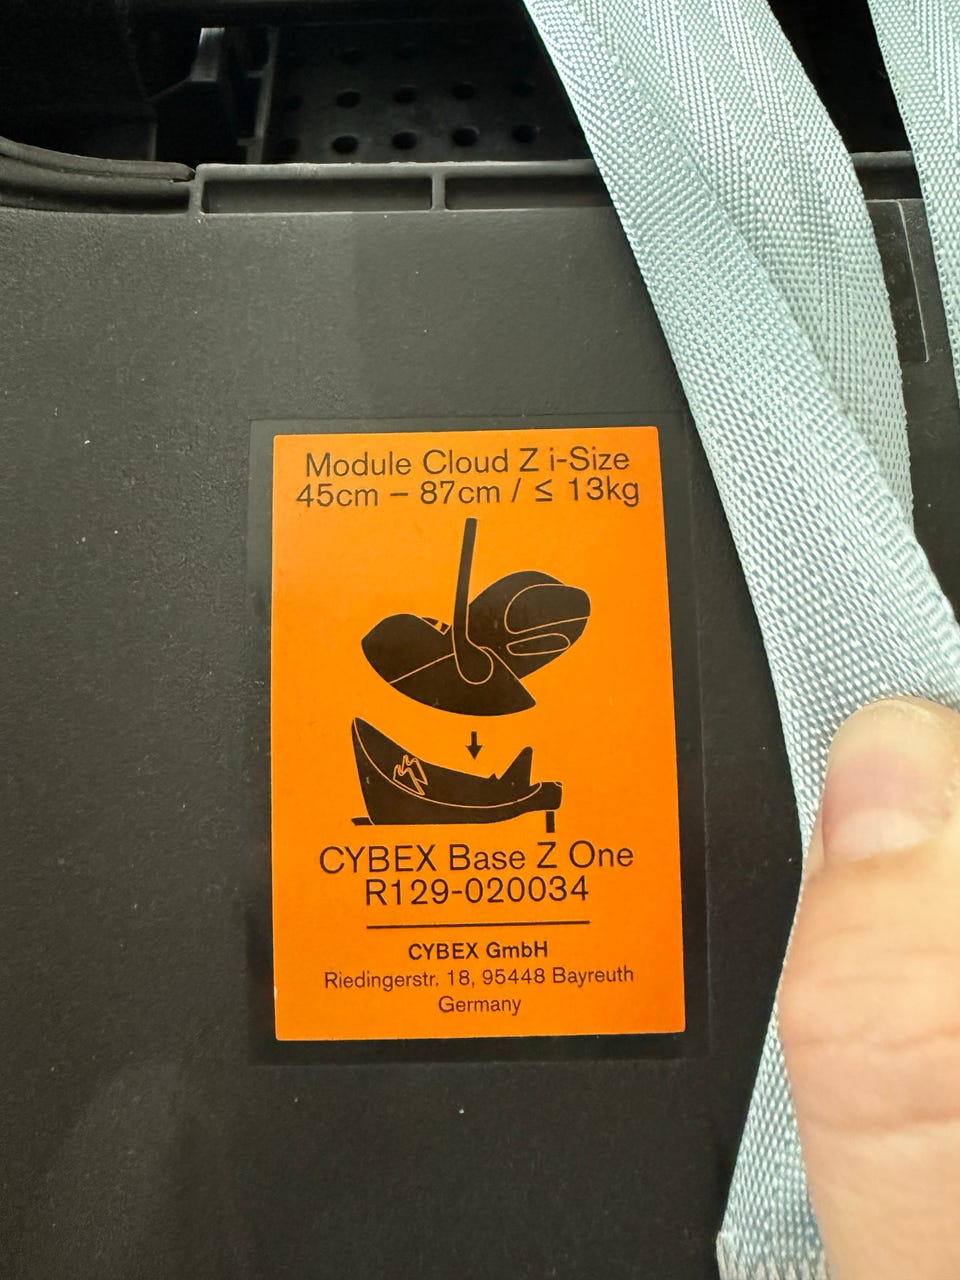 Module Cloud Z i-Size
45cm – 87cm / ≤ 13kg
CYBEX Base Z One
R129-020034
CYBEX GmbH
Riedingerstr. 18, 95448 Bayreuth
Germany